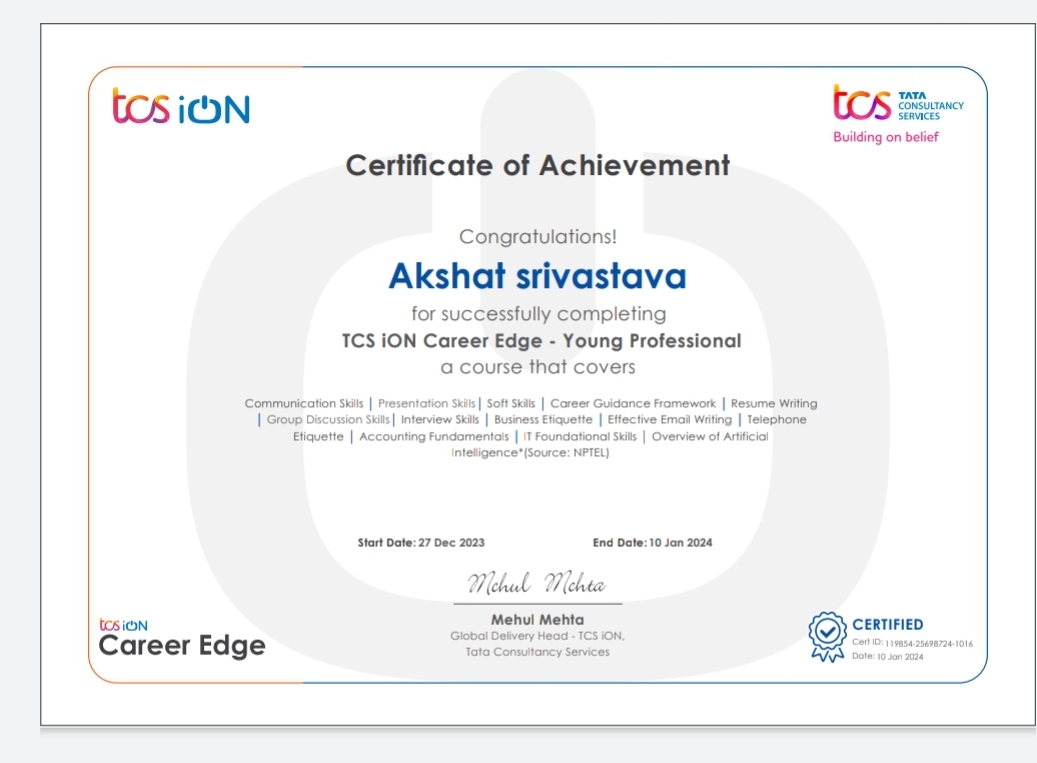 tcs iON
tcs TATA
CONSULTANCY
SERVICES
Building on belief
Certificate of Achievement
Congratulations!
Akshat srivastava
for successfully completing
TCS iON Career Edge - Young Professional
a course that covers
Communication Skills | Presentation Skills | Soft Skills | Career Guidance Framework | Resume Writing
| Group Discussion Skills | Interview Skills | Business Etiquette | Effective Email Writing | Telephone
Etiquette | Accounting Fundamentals | IT Foundational Skills | Overview of Artificial
Intelligence*(Source: NPTEL)
Start Date: 27 Dec 2023 End Date: 10 Jan 2024
Mehul Mehta
Mehul Mehta
Global Delivery Head - TCS iON,
Tata Consultancy Services
tcs iON
Career Edge
CERTIFIED
Cert ID: 119854-25698724-1016
Date: 10 Jan 2024